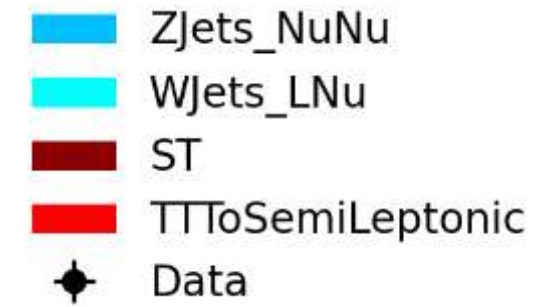 ZJets_NuNu
WJets_LNu
ST
TTToSemiLeptonic
Data